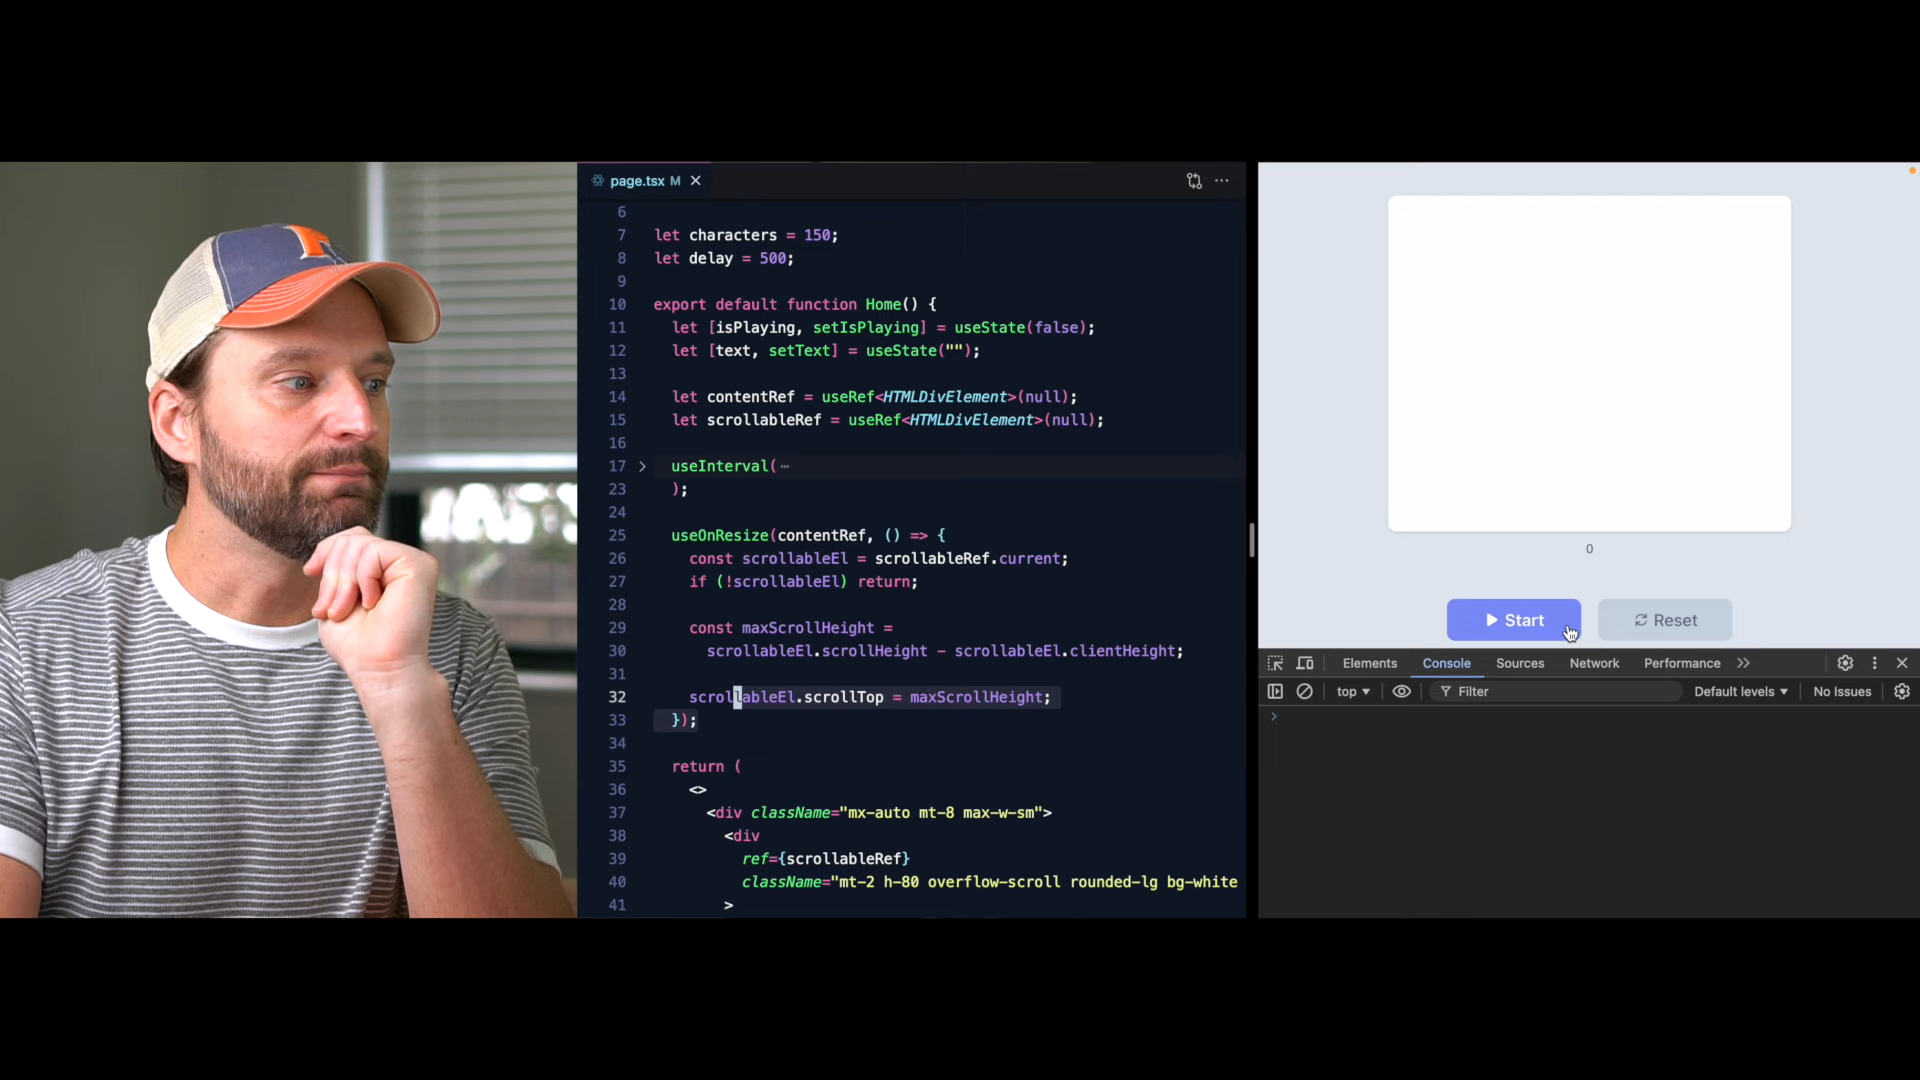 page.tsx M
6
7 let characters = 150;
8 let delay = 500;
9
10 export default function Home() {
11 let [isPlaying, setIsPlaying] = useState(false);
12 let [text, setText] = useState("");
13
14 let contentRef = useRef<HTMLDivElement>(null);
15 let scrollableRef = useRef<HTMLDivElement>(null);
16
17 useInterval(⋯
23 );
24
25 useOnResize(contentRef, () => {
26 const scrollableEl = scrollableRef.current;
27 if (!scrollableEl) return;
28
29 const maxScrollHeight =
30 scrollableEl.scrollHeight - scrollableEl.clientHeight;
31
32 scrollableEl.scrollTop = maxScrollHeight;
33 });
34
35 return (
36 <>
37 <div className="mx-auto mt-8 max-w-sm">
38 <div
39 ref={scrollableRef}
40 className="mt-2 h-80 overflow-scroll rounded-lg bg-white
41 >
0
Start Reset
Elements Console Sources Network Performance
top Filter Default levels No Issues